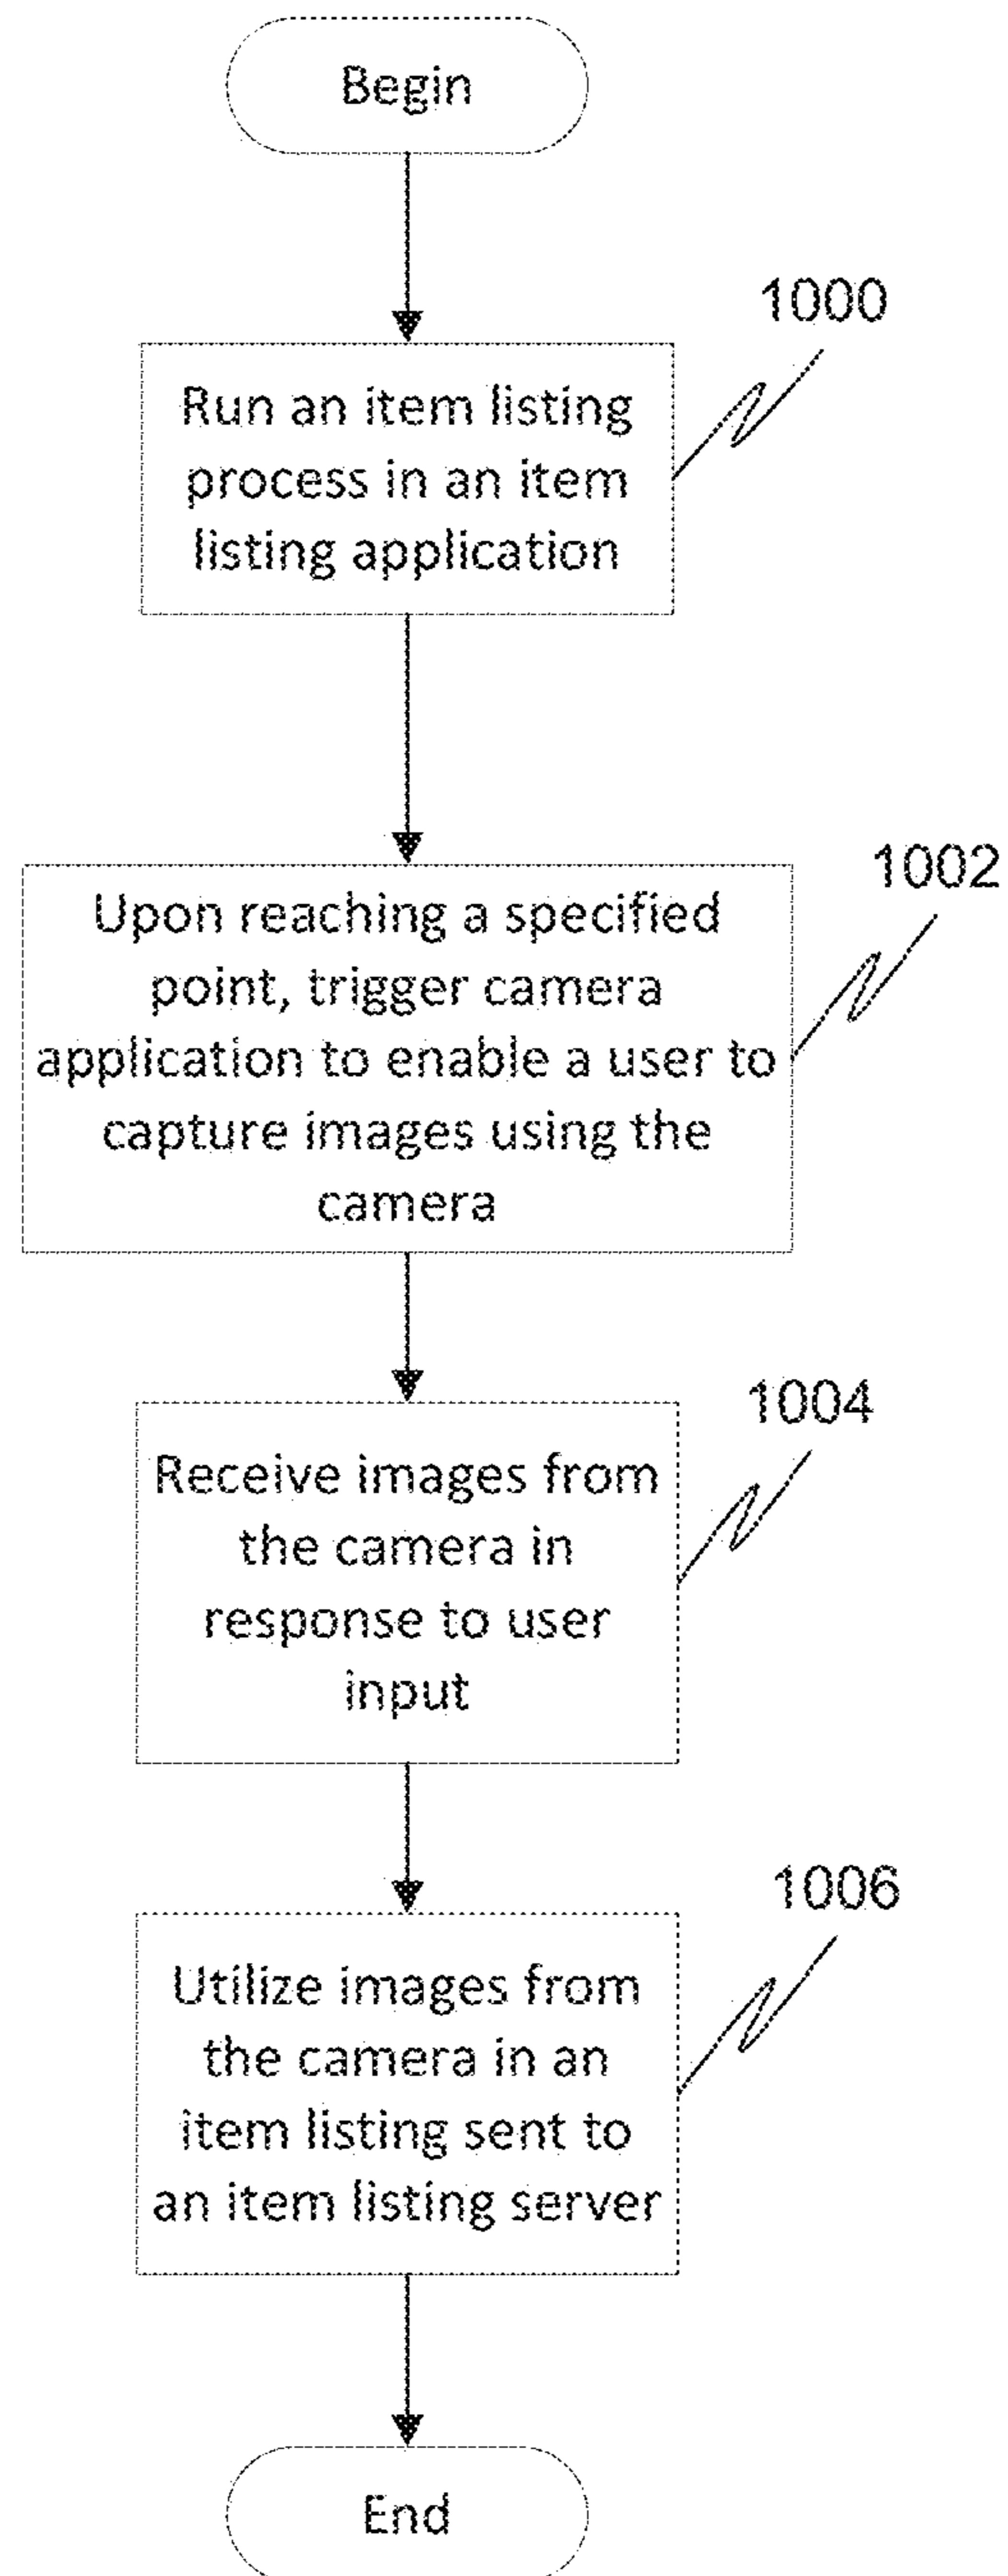 Begin
1000
Run an item listing
process in an item
listing application
1002
Upon reaching a specified
point, trigger camera
application to enable a user to
capture images using the
camera
1004
Receive images from
the camera in
response to user
input
1006
Utilize images from
the camera in an
item listing sent to
an item listing server
End